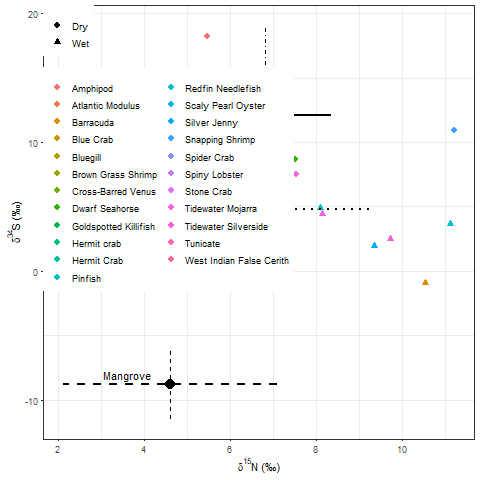 20
10
0
-10
δ34S (‰)
Dry
Wet
Amphipod
Atlantic Modulus
Barracuda
Blue Crab
Bluegill
Brown Grass Shrimp
Cross-Barred Venus
Dwarf Seahorse
Goldspotted Killifish
Hermit crab
Hermit Crab
Pinfish
Redfin Needlefish
Scaly Pearl Oyster
Silver Jenny
Snapping Shrimp
Spider Crab
Spiny Lobster
Stone Crab
Tidewater Mojarra
Tidewater Silverside
Tunicate
West Indian False Cerith
Mangrove
2 4 6 8 10
δ15N (‰)